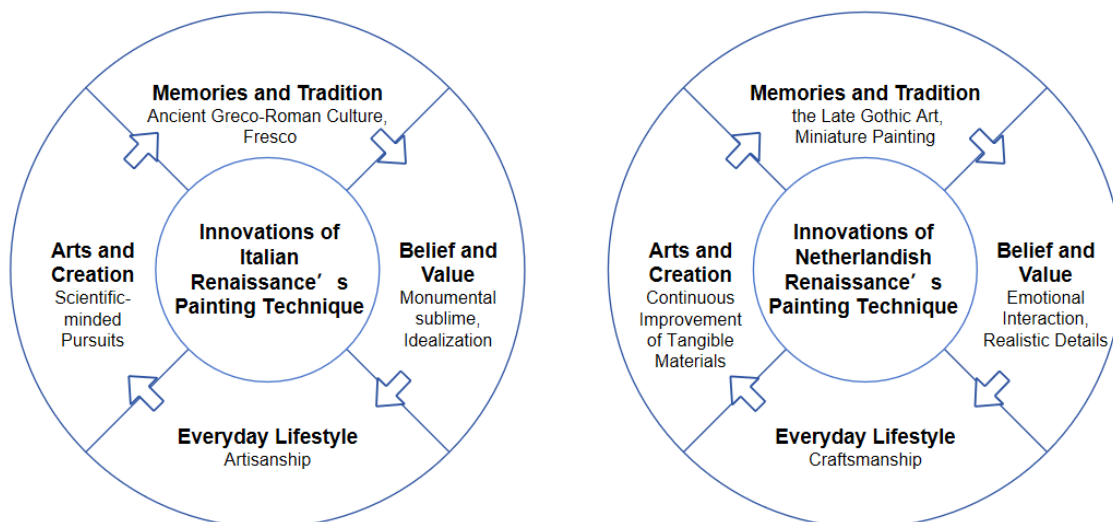 Memories and Tradition
Ancient Greco-Roman Culture,
Fresco
Arts and
Creation
Scientific-
minded
Pursuits
Innovations of
Italian
Renaissance’s
Painting Technique
Belief and
Value
Monumental
sublime,
Idealization
Everyday Lifestyle
Artisanship
Memories and Tradition
the Late Gothic Art,
Miniature Painting
Arts and
Creation
Continuous
Improvement
of Tangible
Materials
Innovations of
Netherlandish
Renaissance’s
Painting Technique
Belief and
Value
Emotional
Interaction,
Realistic Details
Everyday Lifestyle
Craftsmanship